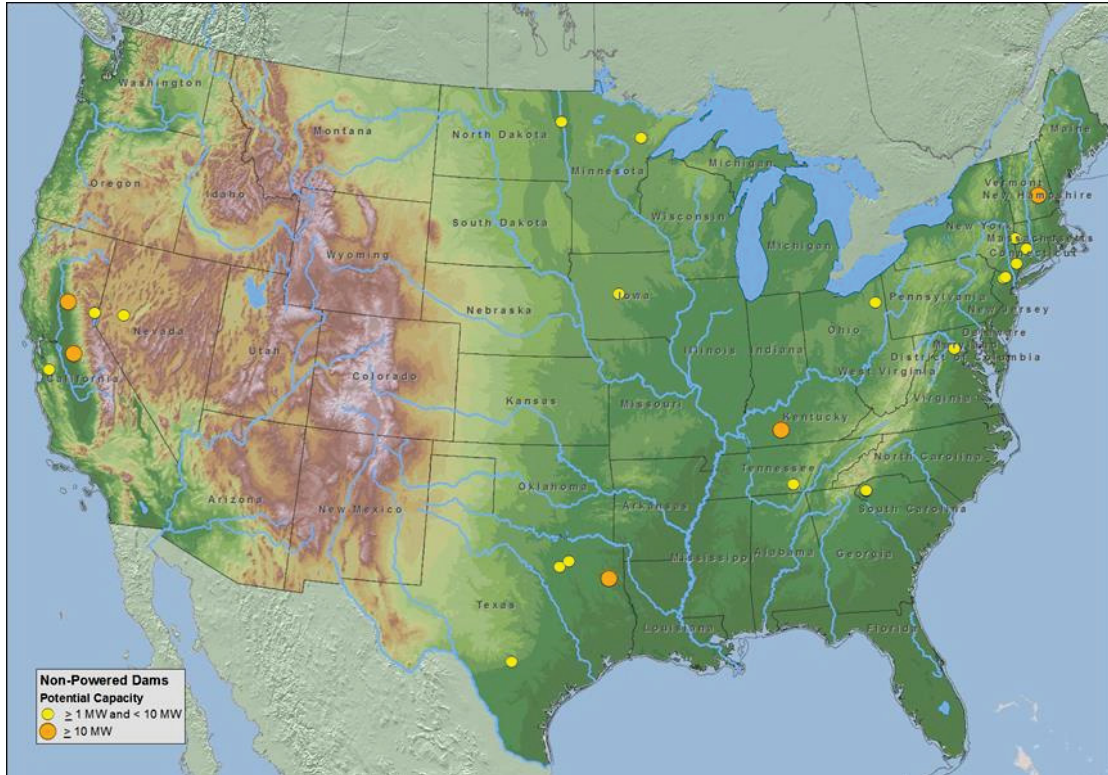 Washington
Montana
North Dakota
Minnesota
Michigan
Maine
Oregon
Idaho
South Dakota
Wisconsin
Vermont
New Hampshire
New York
Massachusetts
Connecticut
Wyoming
Michigan
Iowa
Nebraska
Pennsylvania
New Jersey
Nevada
Utah
Ohio
Delaware
Maryland
Illinois
Indiana
District of Columbia
California
Colorado
West Virginia
Kansas
Missouri
Virginia
Kentucky
North Carolina
Tennessee
Arizona
New Mexico
Oklahoma
Arkansas
South Carolina
Mississippi
Alabama
Georgia
Texas
Louisiana
Florida
Non-Powered Dams
Potential Capacity
≥ 1 MW and < 10 MW
≥ 10 MW